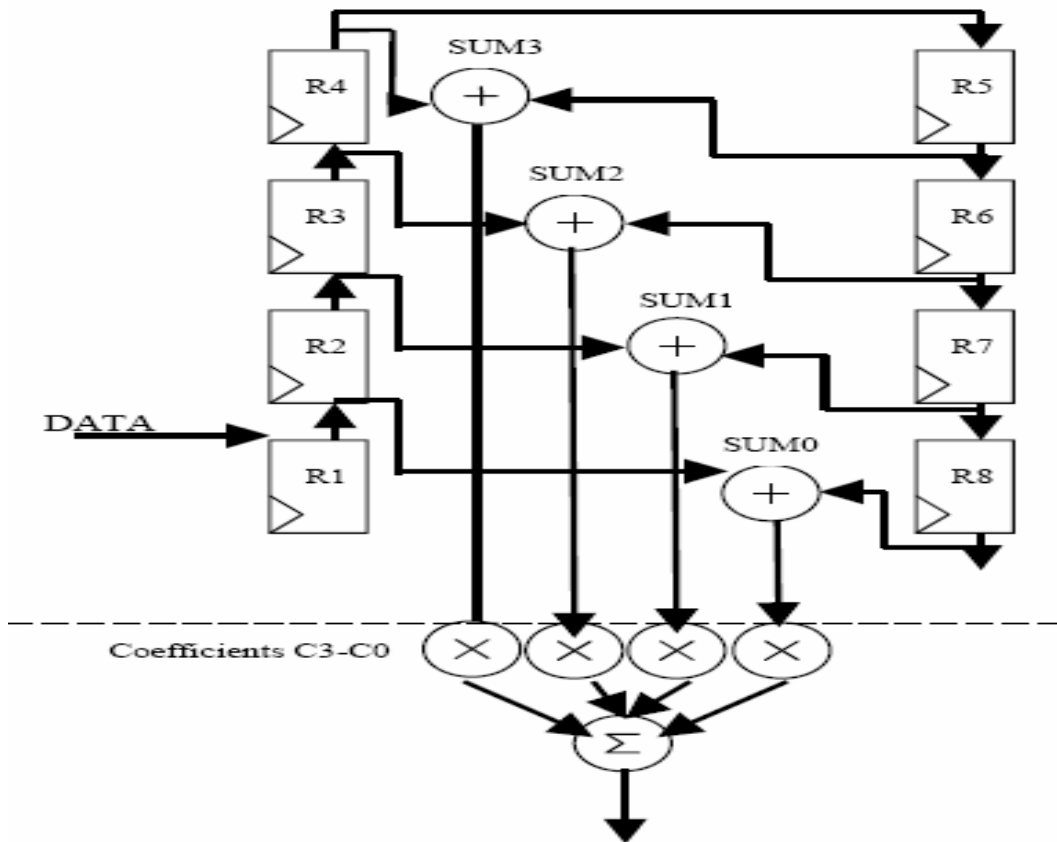 SUM3
R4
R5
SUM2
R3
R6
SUM1
R2
R7
DATA
SUM0
R1
R8
Coefficients C3-C0
Σ